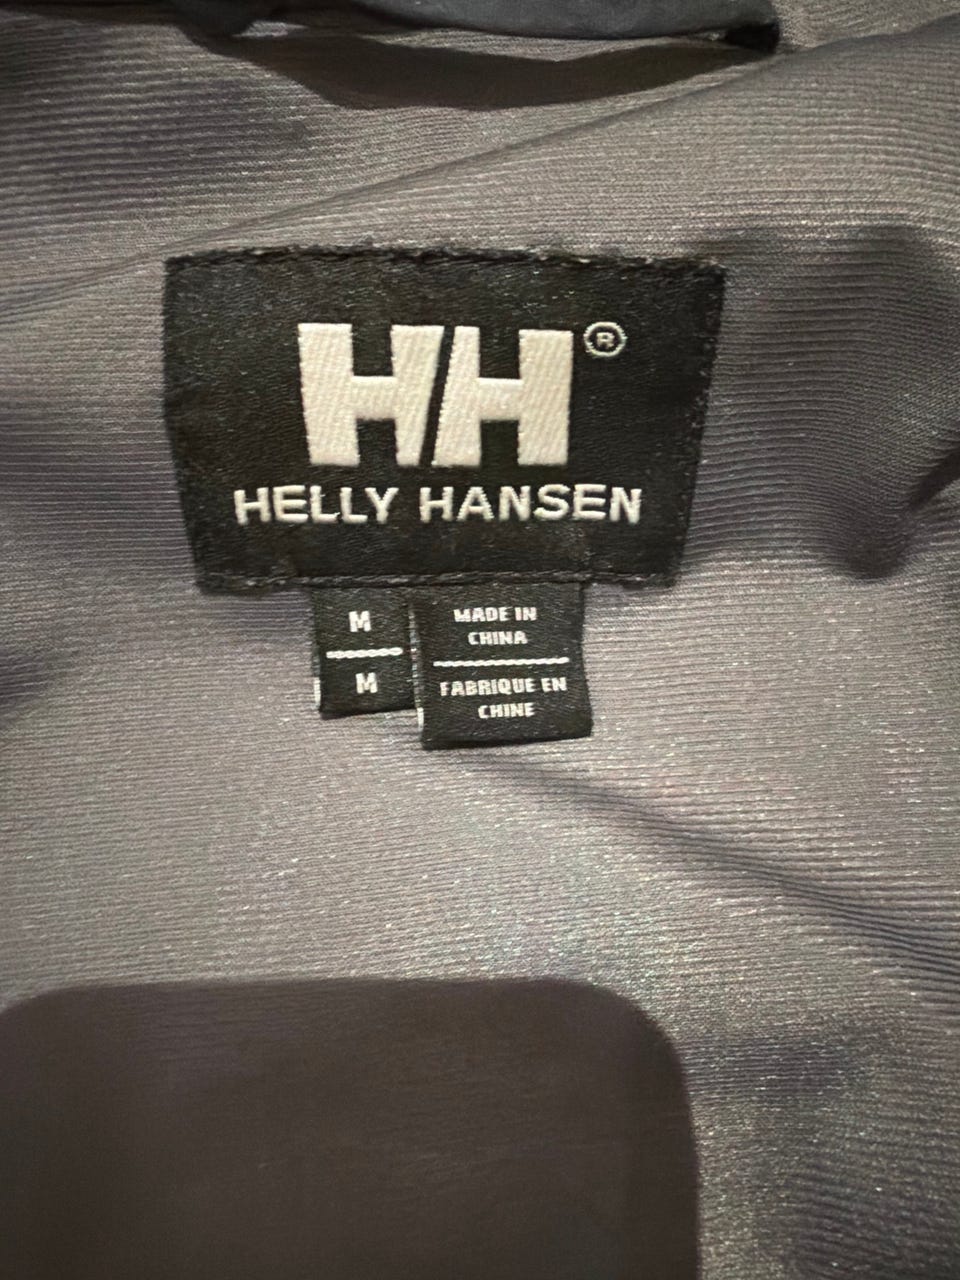 HH®
HELLY HANSEN
M
M
MADE IN
CHINA
FABRIQUE EN
CHINE